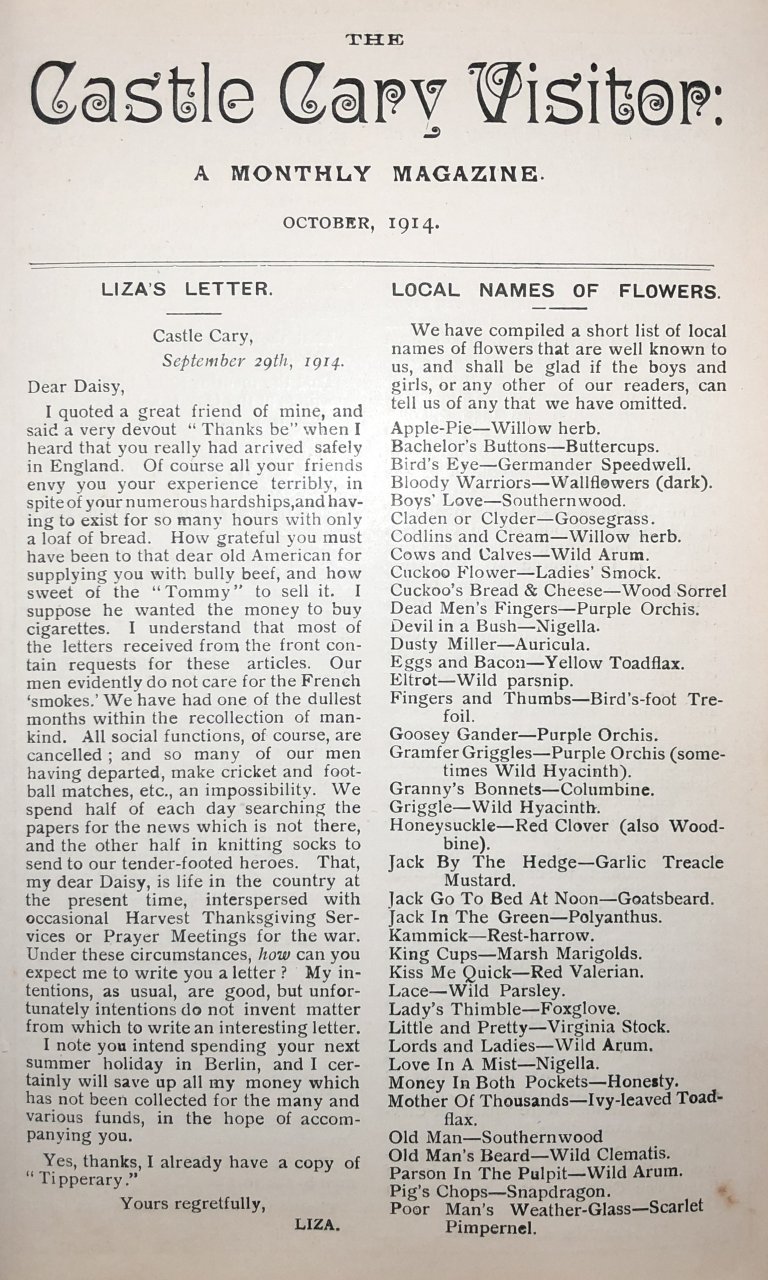 THE
Castle Cary Visitor:
A MONTHLY MAGAZINE.
OCTOBER, 1914.
LIZA'S LETTER.
Castle Cary,
September 29th, 1914.
Dear Daisy,
I quoted a great friend of mine, and
said a very devout "Thanks be" when I
heard that you really had arrived safely
in England. Of course all your friends
envy you your experience terribly, in
spite of your numerous hardships, and hav-
ing to exist for so many hours with only
a loaf of bread. How grateful you must
have been to that dear old American for
supplying you with bully beef, and how
sweet of the "Tommy" to sell it. I
suppose he wanted the money to buy
cigarettes. I understand that most of
the letters received from the front con-
tain requests for these articles. Our
men evidently do not care for the French
'smokes.' We have had one of the dullest
months within the recollection of man-
kind. All social functions, of course, are
cancelled; and so many of our men
having departed, make cricket and foot-
ball matches, etc., an impossibility. We
spend half of each day searching the
papers for the news which is not there,
and the other half in knitting socks to
send to our tender-footed heroes. That,
my dear Daisy, is life in the country at
the present time, interspersed with
occasional Harvest Thanksgiving Ser-
vices or Prayer Meetings for the war.
Under these circumstances, how can you
expect me to write you a letter? My in-
tentions, as usual, are good, but unfor-
tunately intentions do not invent matter
from which to write an interesting letter.
I note you intend spending your next
summer holiday in Berlin, and I cer-
tainly will save up all my money which
has not been collected for the many and
various funds, in the hope of accom-
panying you.
Yes, thanks, I already have a copy of
"Tipperary."
Yours regretfully,
LIZA.
LOCAL NAMES OF FLOWERS.
We have compiled a short list of local
names of flowers that are well known to
us, and shall be glad if the boys and
girls, or any other of our readers, can
tell us of any that we have omitted.
Apple-Pie—Willow herb.
Bachelor's Buttons—Buttercups.
Bird's Eye—Germander Speedwell.
Bloody Warriors—Wallflowers (dark).
Boys' Love—Southernwood.
Claden or Clyder—Goosegrass.
Codlins and Cream—Willow herb.
Cows and Calves—Wild Arum.
Cuckoo Flower—Ladies' Smock.
Cuckoo's Bread & Cheese—Wood Sorrel
Dead Men's Fingers—Purple Orchis.
Devil in a Bush—Nigella.
Dusty Miller—Auricula.
Eggs and Bacon—Yellow Toadflax.
Eltrot—Wild parsnip.
Fingers and Thumbs—Bird's-foot Tre-
foil.
Goosey Gander—Purple Orchis.
Gramfer Griggles—Purple Orchis (some-
times Wild Hyacinth).
Granny's Bonnets—Columbine.
Griggle—Wild Hyacinth.
Honeysuckle—Red Clover (also Wood-
bine).
Jack By The Hedge—Garlic Treacle
Mustard.
Jack Go To Bed At Noon—Goatsbeard.
Jack In The Green—Polyanthus.
Kammick—Rest-harrow.
King Cups—Marsh Marigolds.
Kiss Me Quick—Red Valerian.
Lace—Wild Parsley.
Lady's Thimble—Foxglove.
Little and Pretty—Virginia Stock.
Lords and Ladies—Wild Arum.
Love In A Mist—Nigella.
Money In Both Pockets—Honesty.
Mother Of Thousands—Ivy-leaved Toad-
flax.
Old Man—Southernwood
Old Man's Beard—Wild Clematis.
Parson In The Pulpit—Wild Arum.
Pig's Chops—Snapdragon.
Poor Man's Weather-Glass—Scarlet
Pimpernel.